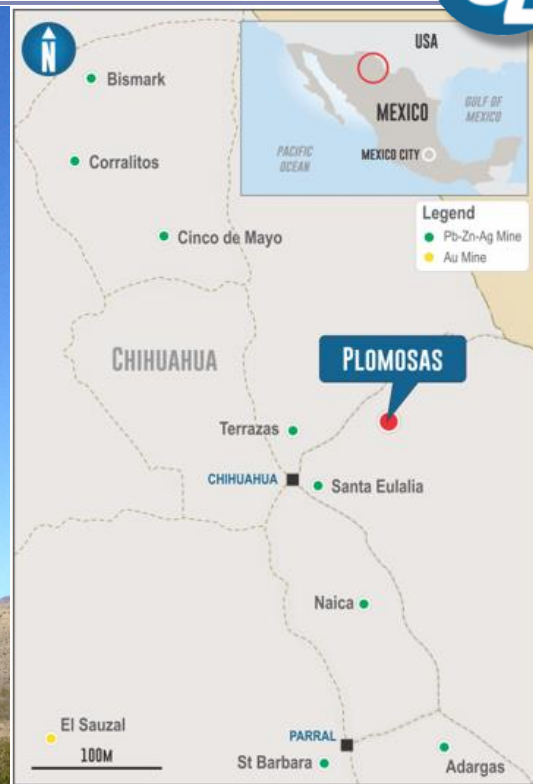 N
Bismark
Corralitos
Cinco de Mayo
USA
MEXICO
GULF OF
MEXICO
PACIFIC
OCEAN
MEXICO CITY
Legend
Pb-Zn-Ag Mine
Au Mine
CHIHUAHUA
PLOMOSAS
Terrazas
CHIHUAHUA
Santa Eulalia
Naica
El Sauzal
100M
PARRAL
St Barbara
Adargas